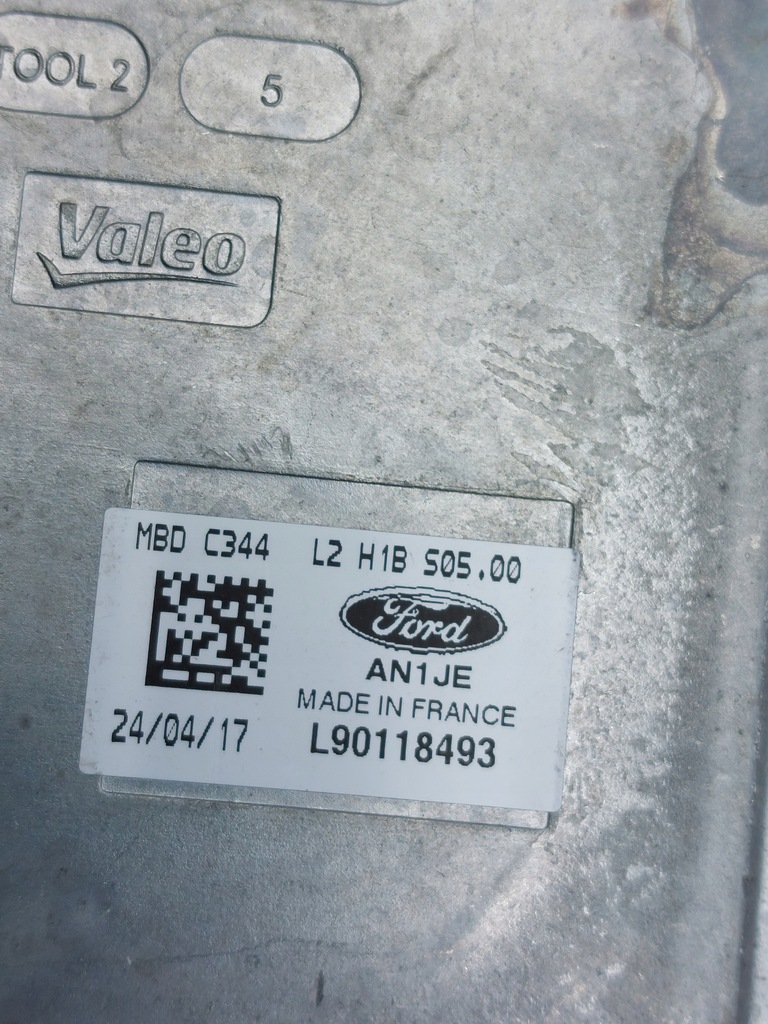 TOOL 2
5
Valeo
MBD C344 L2 H1B S05.00
Ford
AN1JE
MADE IN FRANCE
24/04/17 L90118493